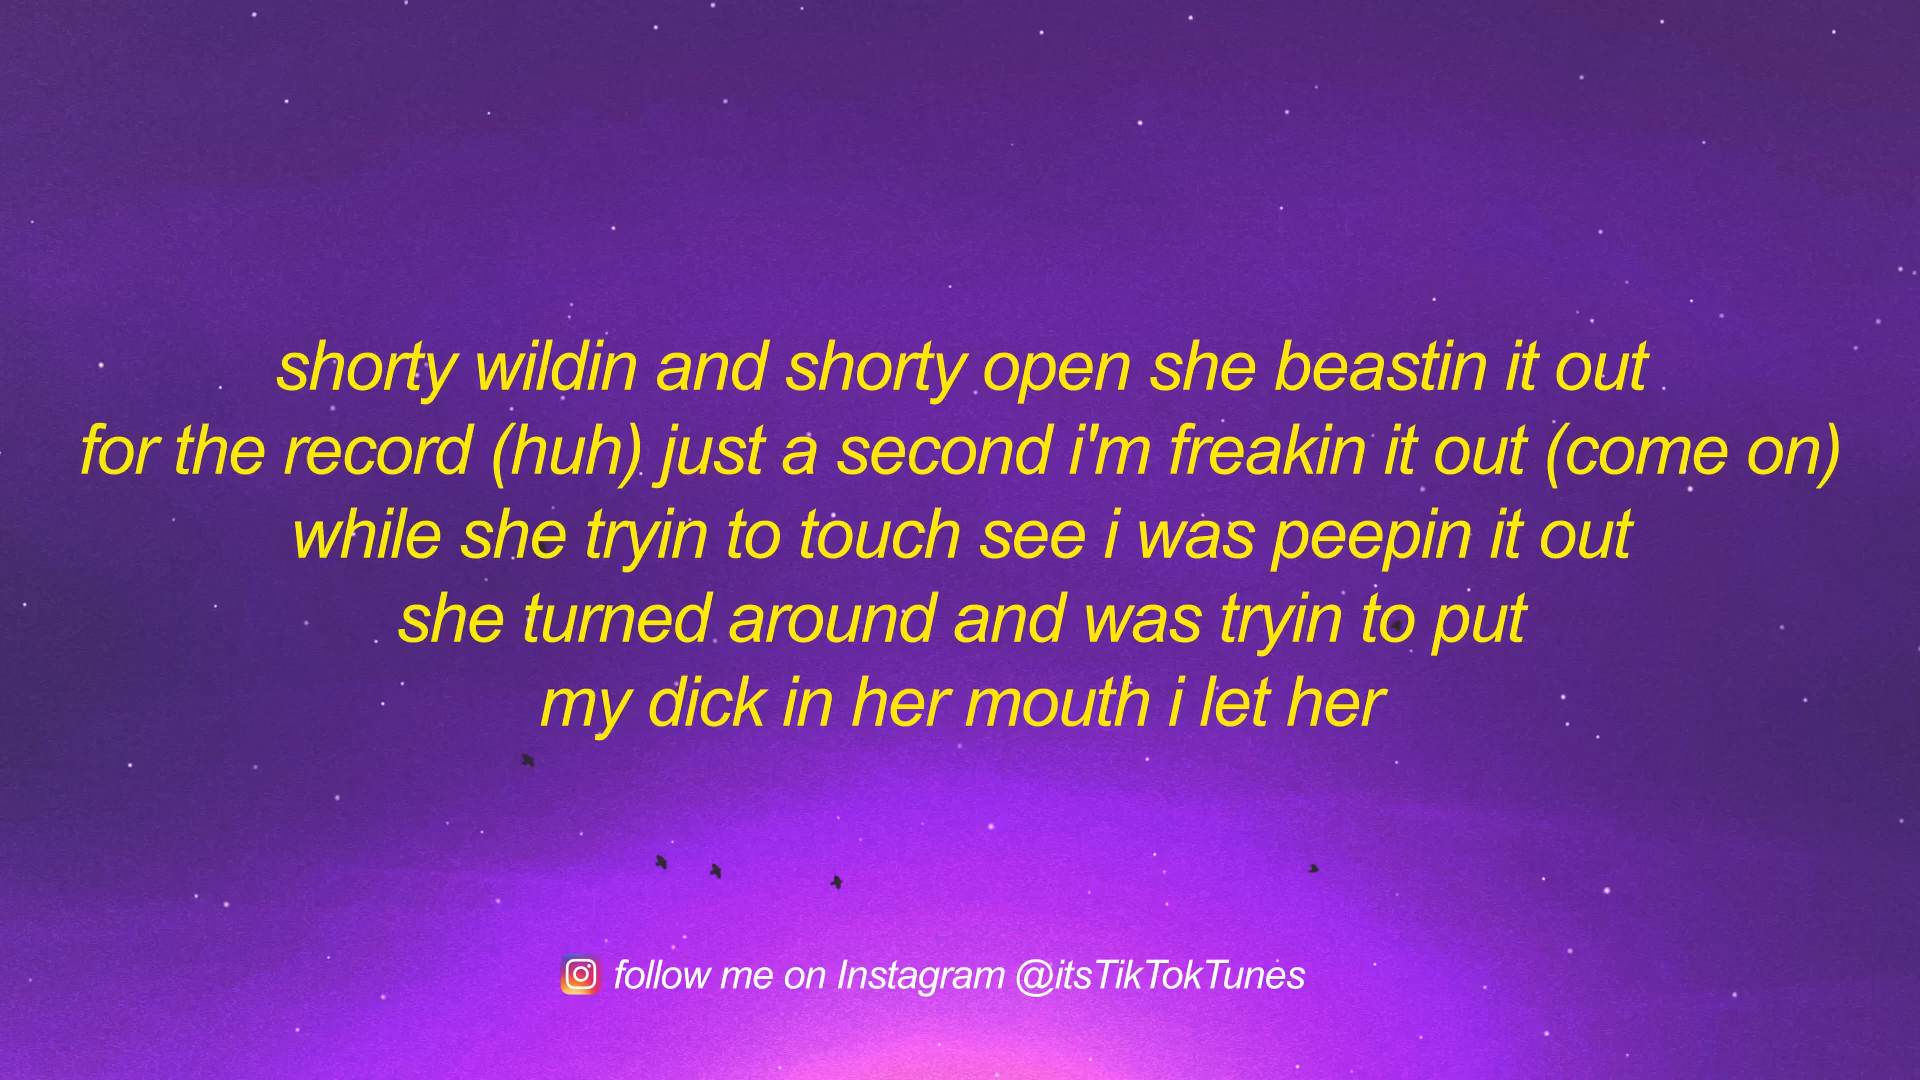 shorty wildin and shorty open she beastin it out
for the record (huh) just a second i'm freakin it out (come on)
while she tryin to touch see i was peepin it out
she turned around and was tryin to put
my dick in her mouth i let her
follow me on Instagram @itsTikTokTunes